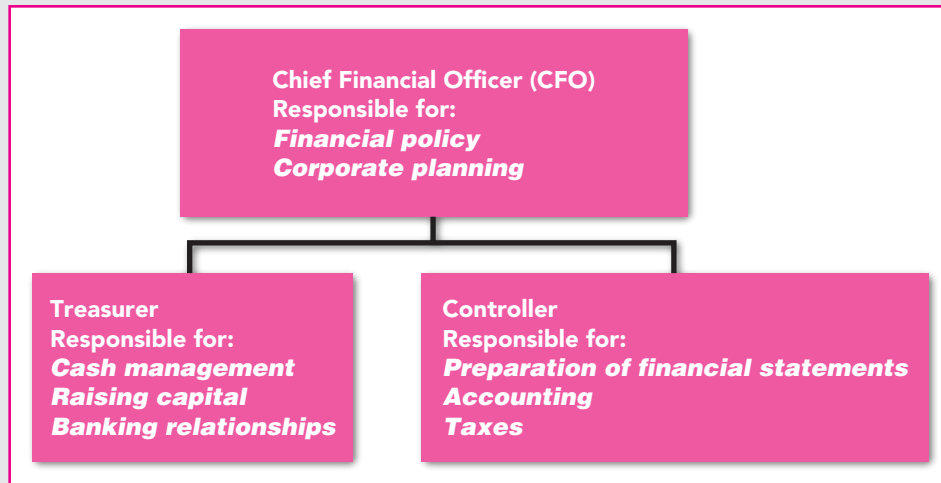 Chief Financial Officer (CFO)
Responsible for:
Financial policy
Corporate planning
Treasurer
Responsible for:
Cash management
Raising capital
Banking relationships
Controller
Responsible for:
Preparation of financial statements
Accounting
Taxes